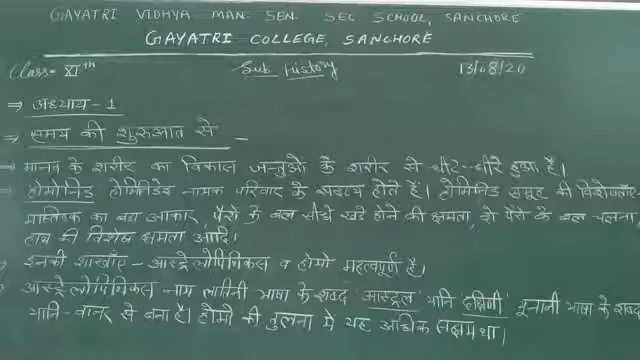 GAYATRI VIDHYA MAN. SEN. SEC SCHOOL, SANCHORE
GAYATRI COLLEGE, SANCHORE
Class = XI th Sub History 13/08/20
⇒ अध्याय - 1
⇒ समय की शुरुआत से
→ मानव के शरीर का विकास जन्तुओं के शरीर से धीरे-धीरे हुआ है।
→ होमोनिड होमिनिडेन नामक परिवार के सदस्य होते है। होमिनिड समूह की विशेषताएं-
मास्तिष्क का बडा आकार, पैरो के बल सीधे खडे होने की क्षमता, दो पैरो के बल चलना,
हाथ की विशेष क्षमता आदि।
इनकी शाखाएँ - आस्ट्रेलोपिथिकस व होमो महत्वपूर्ण है।
आस्ट्रेलोपिथिकस नाम लातिनी भाषा के शब्द 'आस्ट्रल' यानि 'दक्षिणी' यूनानी भाषा के शब्द
यानि - वानर से बना है। होमो की तुलना में यह अधिक सक्षम था।